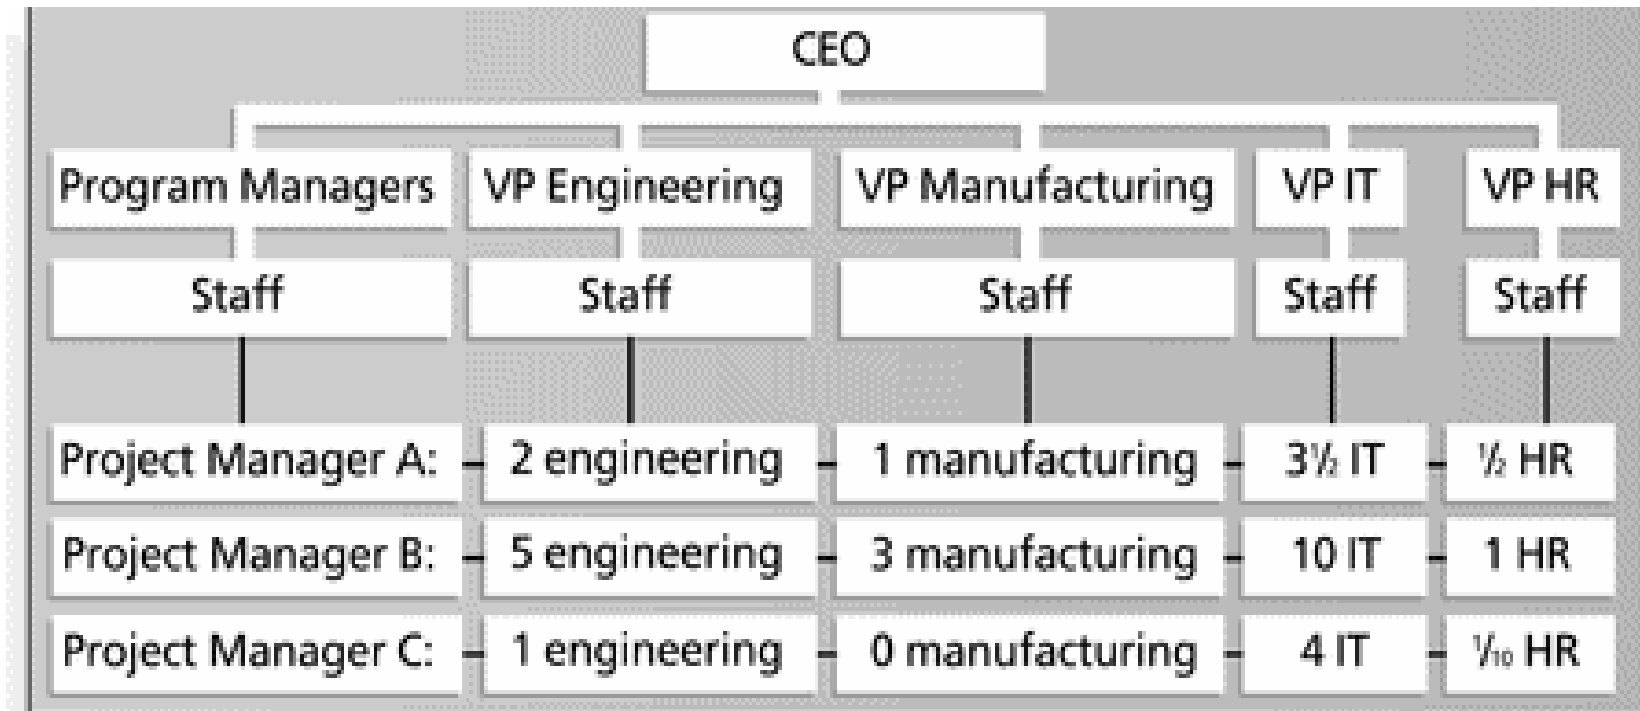 CEO
Program Managers VP Engineering VP Manufacturing VP IT VP HR
Staff Staff Staff Staff Staff
Project Manager A: 2 engineering 1 manufacturing 3½ IT ½ HR
Project Manager B: 5 engineering 3 manufacturing 10 IT 1 HR
Project Manager C: 1 engineering 0 manufacturing 4 IT 1/10 HR